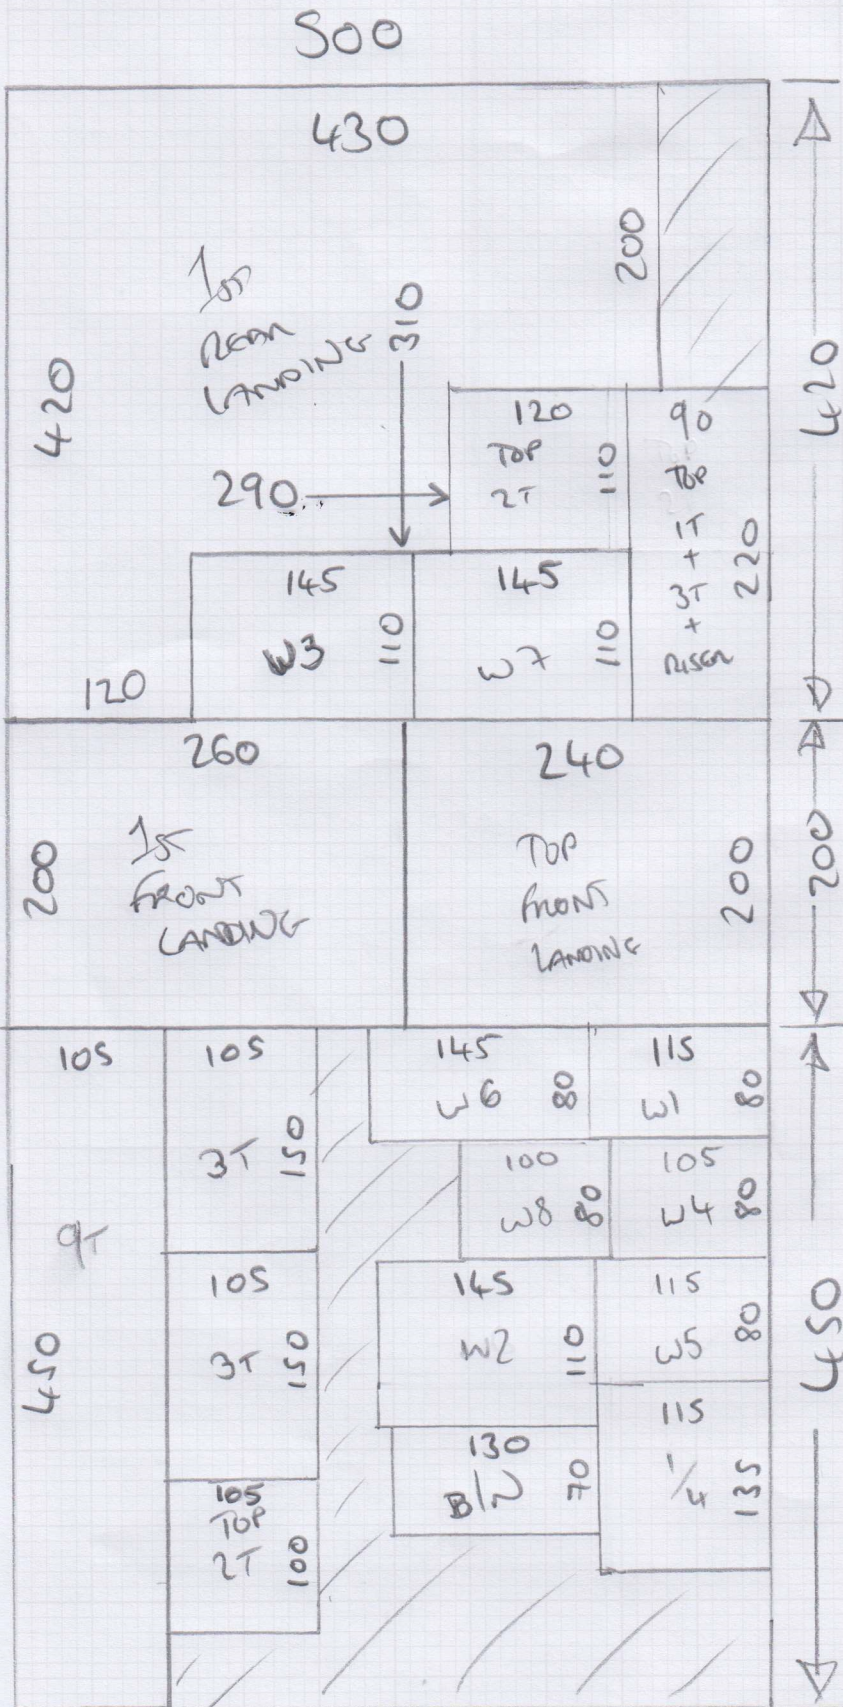 500
430
200
420
1ST
REAR
LANDING
310
420
120
TOP
2T
110
90
TOP
1T
+
3T
+
RISER
220
290
145
W3
110
145
W7
110
120
260
240
200
1ST
FRONT
LANDING
TOP
FRONT
LANDING
200
200
105
9T
450
105
3T
150
145
W6
80
115
W1
80
100
W8
80
105
W4
80
105
3T
150
145
W2
110
115
W5
80
450
105
TOP
2T
100
130
B/N
70
115
1/4
135